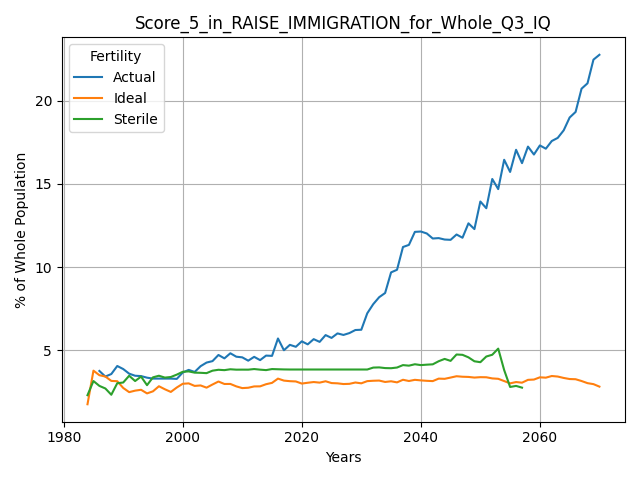 Score_5_in_RAISE_IMMIGRATION_for_Whole_Q3_IQ
Fertility
Actual
Ideal
Sterile
% of Whole Population
20
15
10
5
1980
2000
2020
2040
2060
Years